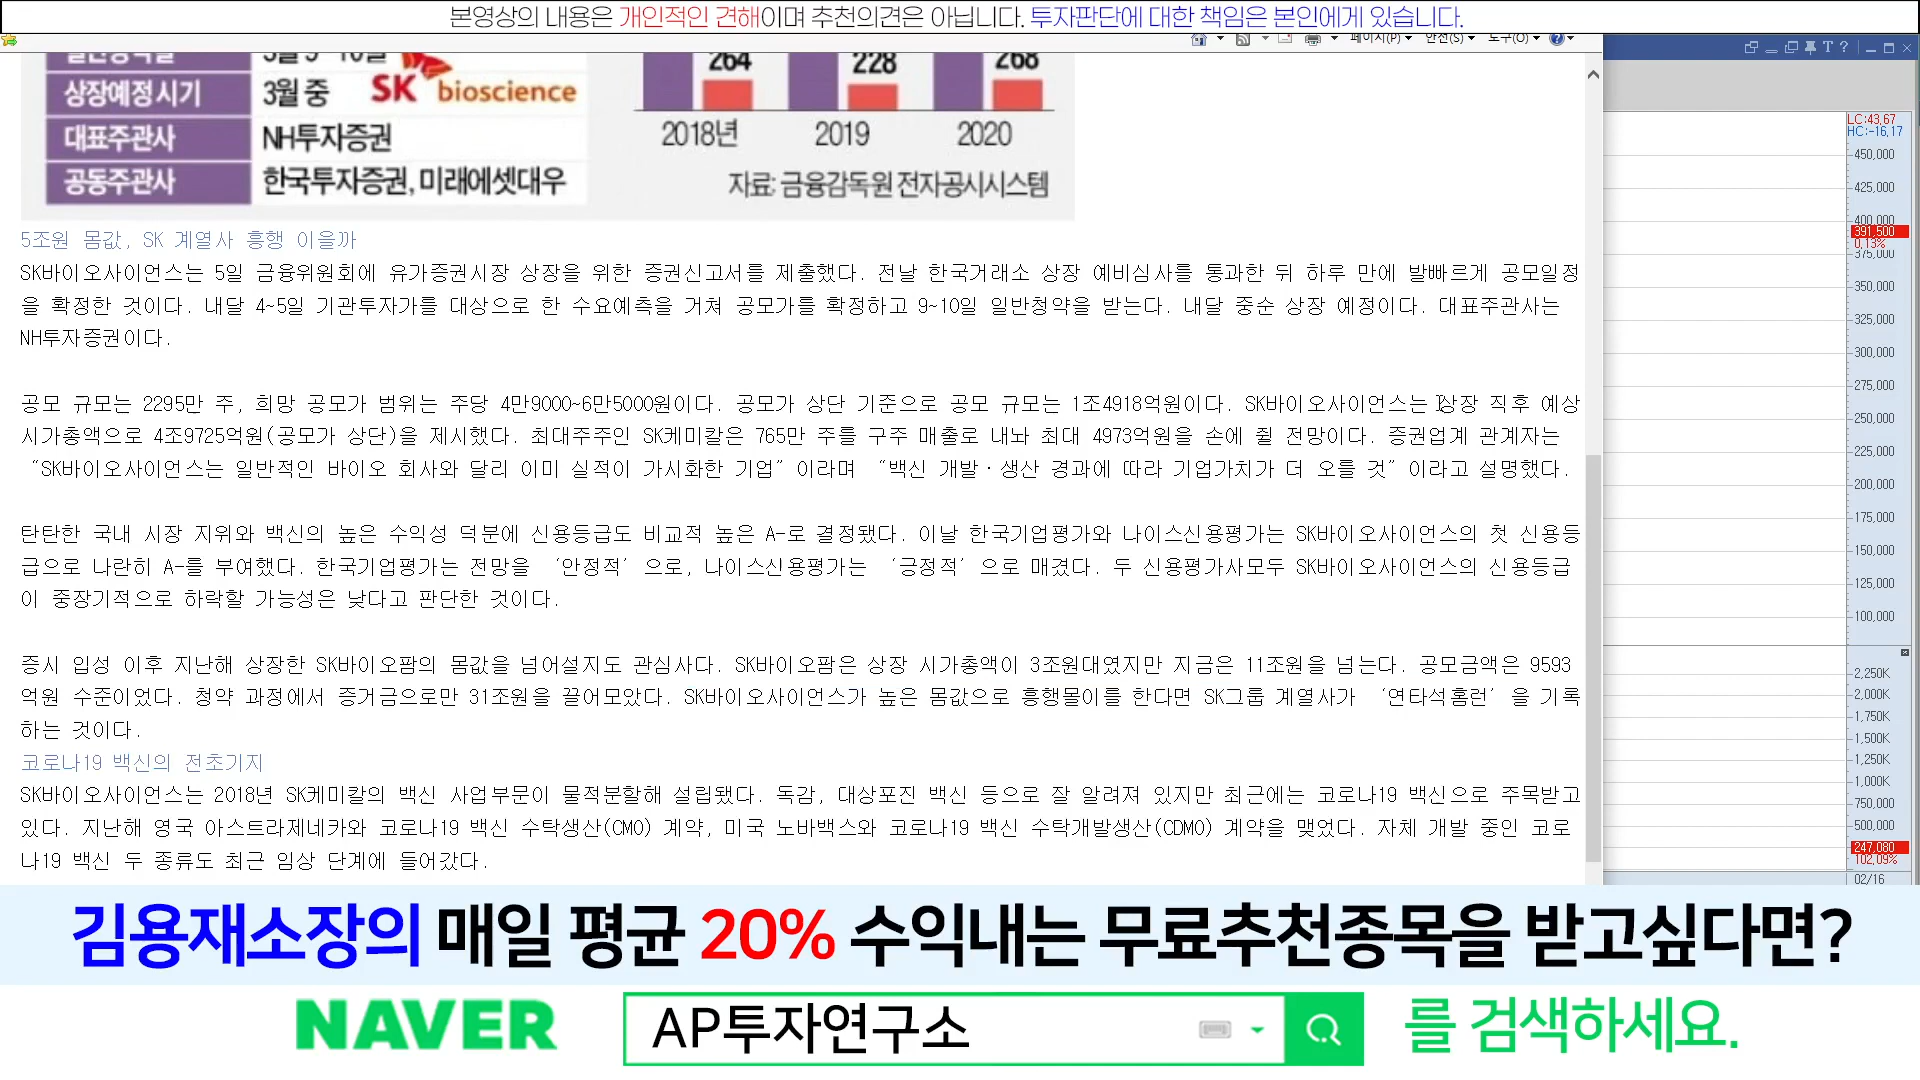 본영상의 내용은 개인적인 견해이며 추천의견은 아닙니다. 투자판단에 대한 책임은 본인에게 있습니다.
페이지(P) 안전(S) 도구(O)
264 228 268
상장예정시기 3월 중 SK bioscience
2018년 2019 2020
대표주관사 NH투자증권
공동주관사 한국투자증권, 미래에셋대우
자료: 금융감독원 전자공시시스템
5조원 몸값, SK 계열사 흥행 이을까
SK바이오사이언스는 5일 금융위원회에 유가증권시장 상장을 위한 증권신고서를 제출했다. 전날 한국거래소 상장 예비심사를 통과한 뒤 하루 만에 발빠르게 공모일정
을 확정한 것이다. 내달 4~5일 기관투자가를 대상으로 한 수요예측을 거쳐 공모가를 확정하고 9~10일 일반청약을 받는다. 내달 중순 상장 예정이다. 대표주관사는
NH투자증권이다.
공모 규모는 2295만 주, 희망 공모가 범위는 주당 4만9000~6만5000원이다. 공모가 상단 기준으로 공모 규모는 1조4918억원이다. SK바이오사이언스는 상장 직후 예상
시가총액으로 4조9725억원(공모가 상단)을 제시했다. 최대주주인 SK케미칼은 765만 주를 구주 매출로 내놔 최대 4973억원을 손에 쥘 전망이다. 증권업계 관계자는
“SK바이오사이언스는 일반적인 바이오 회사와 달리 이미 실적이 가시화한 기업”이라며 “백신 개발·생산 경과에 따라 기업가치가 더 오를 것”이라고 설명했다.
탄탄한 국내 시장 지위와 백신의 높은 수익성 덕분에 신용등급도 비교적 높은 A-로 결정됐다. 이날 한국기업평가와 나이스신용평가는 SK바이오사이언스의 첫 신용등
급으로 나란히 A-를 부여했다. 한국기업평가는 전망을 ‘안정적’으로, 나이스신용평가는 ‘긍정적’으로 매겼다. 두 신용평가사모두 SK바이오사이언스의 신용등급
이 중장기적으로 하락할 가능성은 낮다고 판단한 것이다.
증시 입성 이후 지난해 상장한 SK바이오팜의 몸값을 넘어설지도 관심사다. SK바이오팜은 상장 시가총액이 3조원대였지만 지금은 11조원을 넘는다. 공모금액은 9593
억원 수준이었다. 청약 과정에서 증거금으로만 31조원을 끌어모았다. SK바이오사이언스가 높은 몸값으로 흥행몰이를 한다면 SK그룹 계열사가 ‘연타석홈런’을 기록
하는 것이다.
코로나19 백신의 전초기지
SK바이오사이언스는 2018년 SK케미칼의 백신 사업부문이 물적분할해 설립됐다. 독감, 대상포진 백신 등으로 잘 알려져 있지만 최근에는 코로나19 백신으로 주목받고
있다. 지난해 영국 아스트라제네카와 코로나19 백신 수탁생산(CMO) 계약, 미국 노바백스와 코로나19 백신 수탁개발생산(CDMO) 계약을 맺었다. 자체 개발 중인 코로
나19 백신 두 종류도 최근 임상 단계에 들어갔다.
LC:43,67
HC:-16,17
450,000
425,000
400,000
391,500
0,13%
375,000
350,000
325,000
300,000
275,000
250,000
225,000
200,000
175,000
150,000
125,000
100,000
2,250K
2,000K
1,750K
1,500K
1,250K
1,000K
750,000
500,000
247,080
102,09%
02/16
김용재소장의 매일 평균 20% 수익내는 무료추천종목을 받고싶다면?
NAVER AP투자연구소 를 검색하세요.